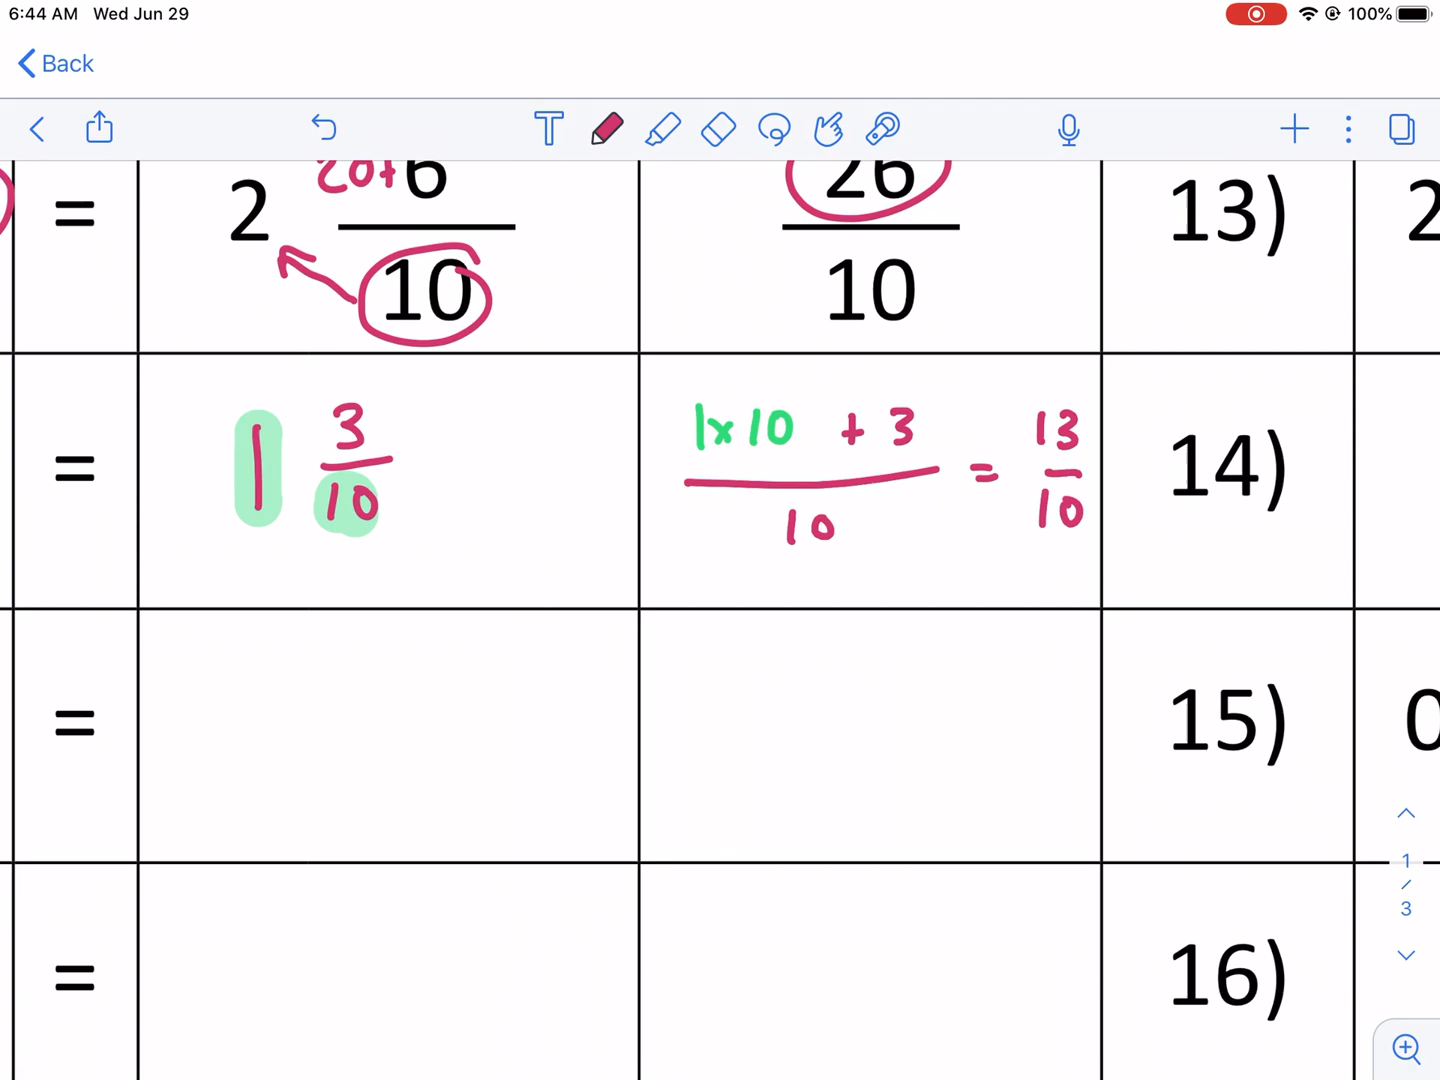 6:44 AM Wed Jun 29
100%
Back
= 2 20+6 26 13) 2
10 10
3 1x10 + 3 13
= 1 = 14)
10 10 10
= 15) 0
1
/
3
= 16)